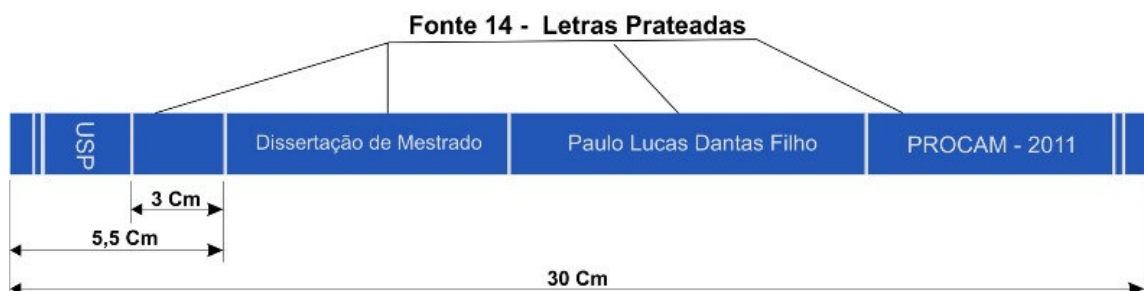 Fonte 14 - Letras Prateadas
USP
Dissertação de Mestrado
Paulo Lucas Dantas Filho
PROCAM - 2011
3 Cm
5,5 Cm
30 Cm